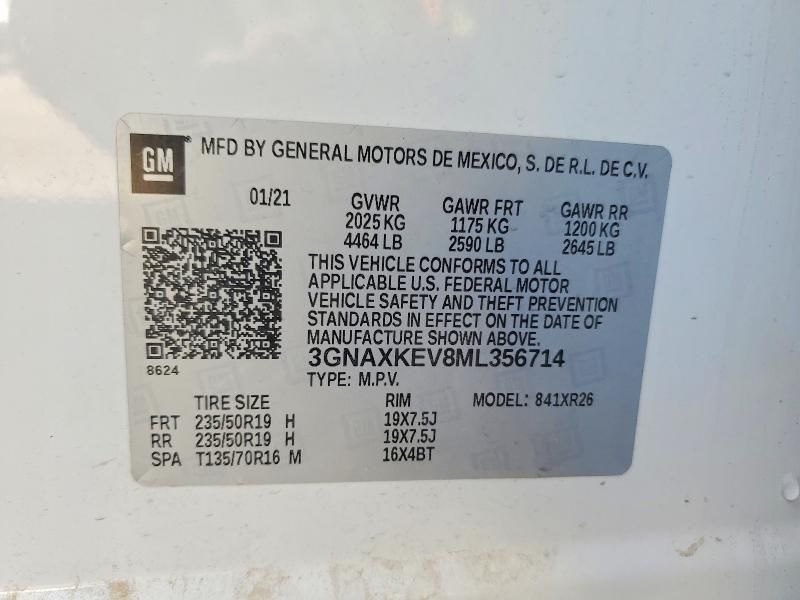 GM MFD BY GENERAL MOTORS DE MEXICO, S. DE R.L. DE C.V.
01/21 GVWR GAWR FRT GAWR RR
2025 KG 1175 KG 1200 KG
4464 LB 2590 LB 2645 LB
THIS VEHICLE CONFORMS TO ALL
APPLICABLE U.S. FEDERAL MOTOR
VEHICLE SAFETY AND THEFT PREVENTION
STANDARDS IN EFFECT ON THE DATE OF
MANUFACTURE SHOWN ABOVE.
3GNAXKEV8ML356714
8624
TYPE: M.P.V.
TIRE SIZE RIM MODEL: 841XR26
FRT 235/50R19 H 19X7.5J
RR 235/50R19 H 19X7.5J
SPA T135/70R16 M 16X4BT